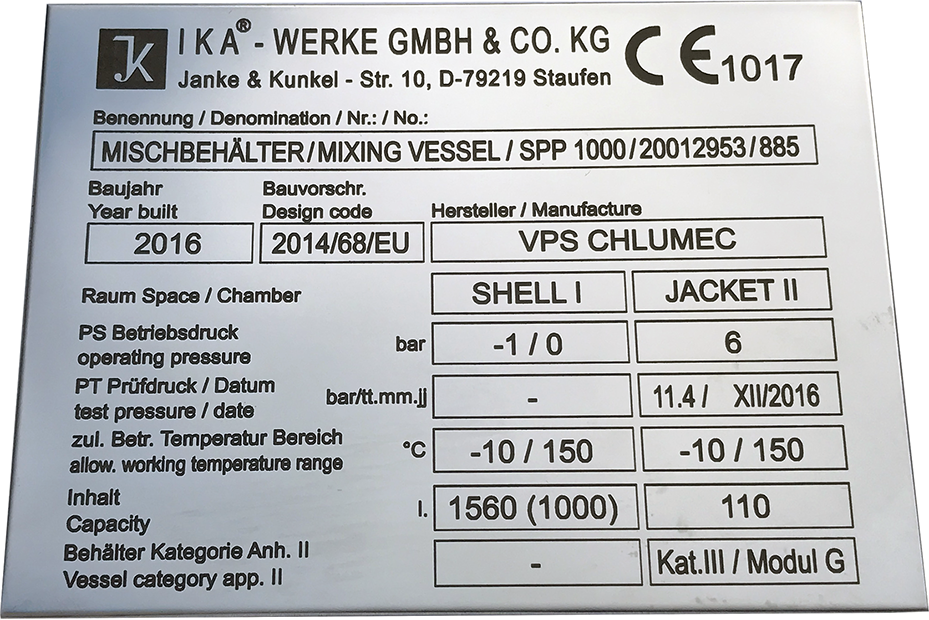 JK IKA® - WERKE GMBH & CO. KG CE 1017
Janke & Kunkel - Str. 10, D-79219 Staufen
Benennung / Denomination / Nr.: / No.:
MISCHBEHÄLTER/MIXING VESSEL/SPP 1000/20012953/885
Baujahr Bauvorschr.
Year built Design code Hersteller / Manufacture
2016 2014/68/EU VPS CHLUMEC
Raum Space / Chamber SHELL I JACKET II
PS Betriebsdruck
operating pressure bar -1 / 0 6
PT Prüfdruck / Datum
test pressure / date bar/tt.mm.jj - 11.4 / XII/2016
zul. Betr. Temperatur Bereich
allow. working temperature range °C -10 / 150 -10 / 150
Inhalt
Capacity l. 1560 (1000) 110
Behälter Kategorie Anh. II
Vessel category app. II - Kat.III / Modul G